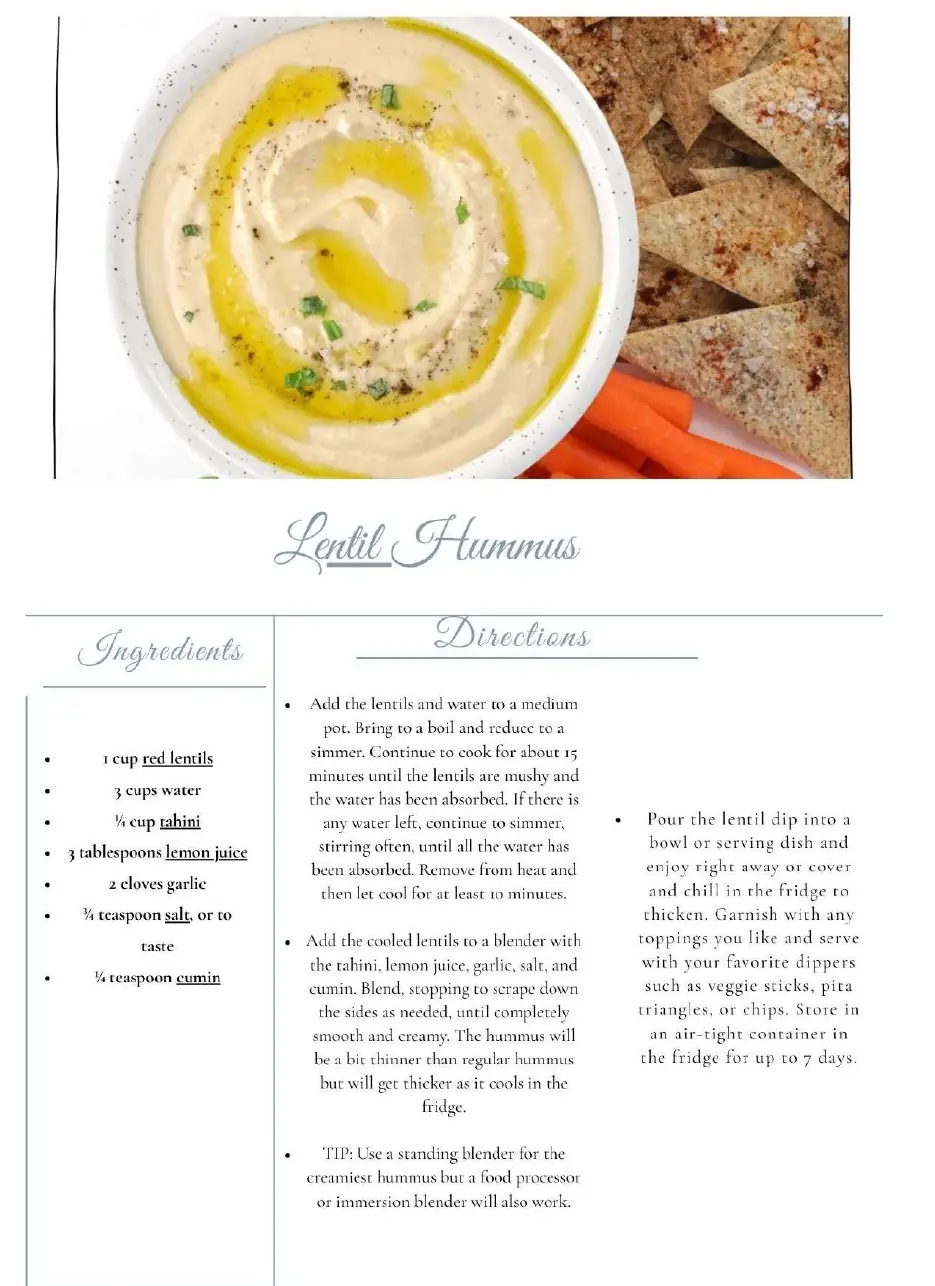 Lentil Hummus
Ingredients
• 1 cup red lentils
• 3 cups water
• ¼ cup tahini
• 3 tablespoons lemon juice
• 2 cloves garlic
• ¾ teaspoon salt, or to
taste
• ¼ teaspoon cumin
Directions
• Add the lentils and water to a medium
pot. Bring to a boil and reduce to a
simmer. Continue to cook for about 15
minutes until the lentils are mushy and
the water has been absorbed. If there is
any water left, continue to simmer,
stirring often, until all the water has
been absorbed. Remove from heat and
then let cool for at least 10 minutes.
• Add the cooled lentils to a blender with
the tahini, lemon juice, garlic, salt, and
cumin. Blend, stopping to scrape down
the sides as needed, until completely
smooth and creamy. The hummus will
be a bit thinner than regular hummus
but will get thicker as it cools in the
fridge.
• TIP: Use a standing blender for the
creamiest hummus but a food processor
or immersion blender will also work.
• Pour the lentil dip into a
bowl or serving dish and
enjoy right away or cover
and chill in the fridge to
thicken. Garnish with any
toppings you like and serve
with your favorite dippers
such as veggie sticks, pita
triangles, or chips. Store in
an air-tight container in
the fridge for up to 7 days.